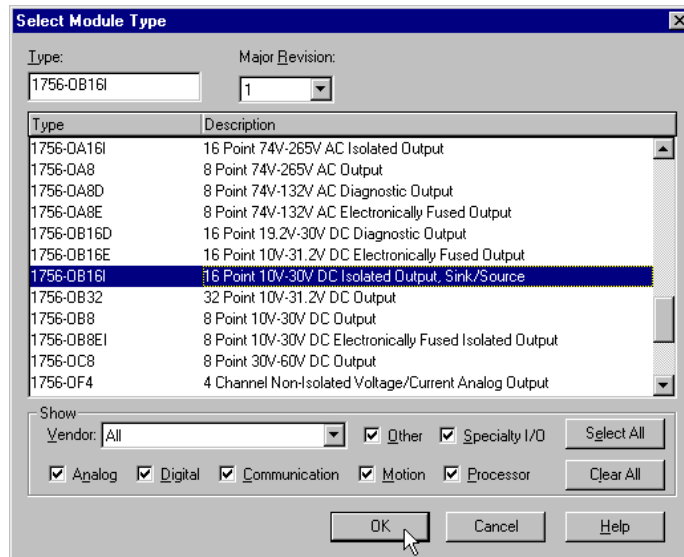 Select Module Type
Type: Major Revision:
1756-OB16I 1
Type Description
1756-OA16I 16 Point 74V-265V AC Isolated Output
1756-OA8 8 Point 74V-265V AC Output
1756-OA8D 8 Point 74V-132V AC Diagnostic Output
1756-OA8E 8 Point 74V-132V AC Electronically Fused Output
1756-OB16D 16 Point 19.2V-30V DC Diagnostic Output
1756-OB16E 16 Point 10V-31.2V DC Electronically Fused Output
1756-OB16I 16 Point 10V-30V DC Isolated Output, Sink/Source
1756-OB32 32 Point 10V-31.2V DC Output
1756-OB8 8 Point 10V-30V DC Output
1756-OB8EI 8 Point 10V-30V DC Electronically Fused Isolated Output
1756-OC8 8 Point 30V-60V DC Output
1756-OF4 4 Channel Non-Isolated Voltage/Current Analog Output
Show
Vendor: All Other Specialty I/O Select All
Analog Digital Communication Motion Processor Clear All
OK Cancel Help